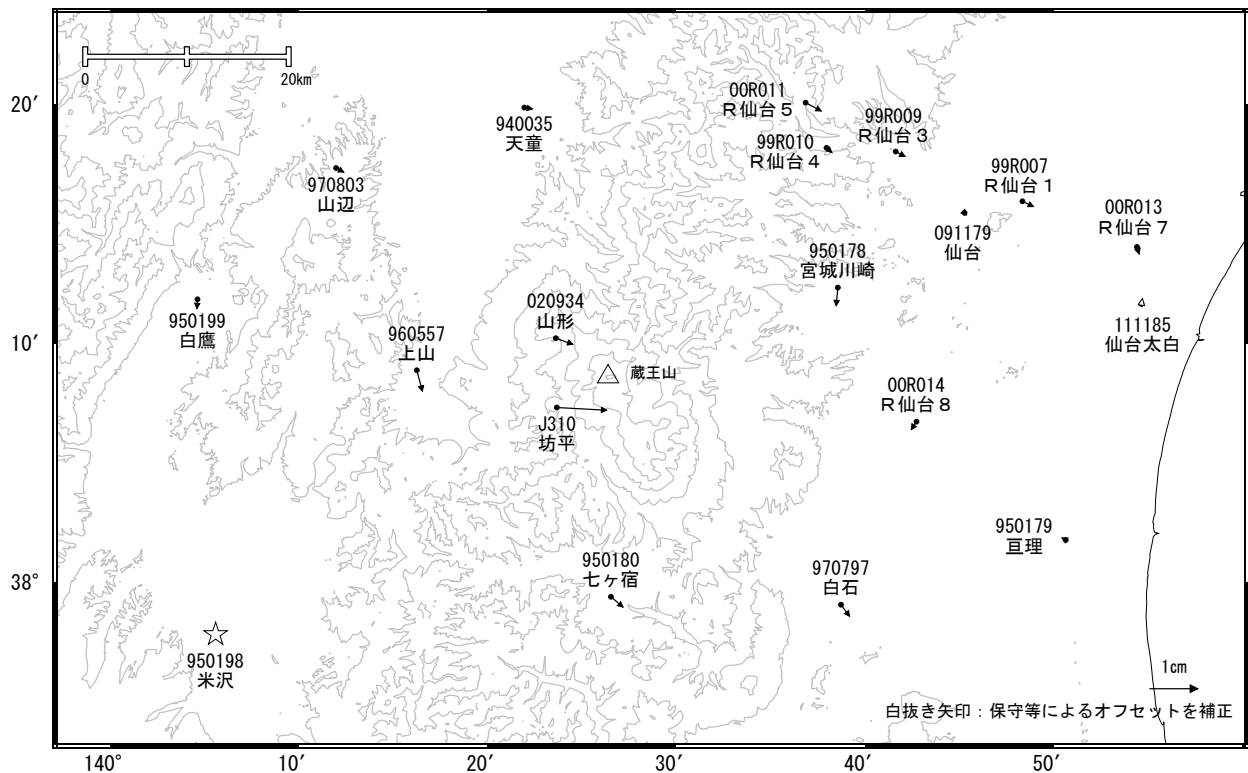 0
20km
20′
10′
38°
140°
10′
20′
30′
40′
50′
00R011
R仙台5
940035
天童
99R009
R仙台3
99R010
R仙台4
970803
山辺
99R007
R仙台1
00R013
R仙台7
091179
仙台
950178
宮城川崎
020934
山形
950199
白鷹
960557
上山
111185
仙台太白
蔵王山
00R014
R仙台8
J310
坊平
950179
亘理
950180
七ヶ宿
970797
白石
950198
米沢
1cm
白抜き矢印：保守等によるオフセットを補正